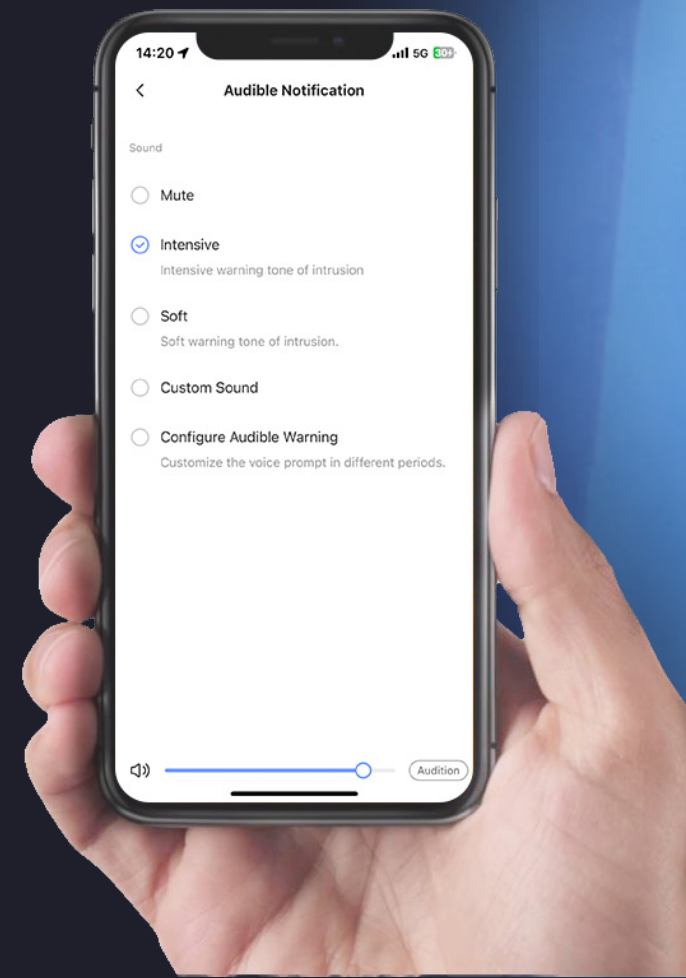 14:20
5G
30+
Audible Notification
Sound
Mute
Intensive
Intensive warning tone of intrusion
Soft
Soft warning tone of intrusion.
Custom Sound
Configure Audible Warning
Customize the voice prompt in different periods.
Audition